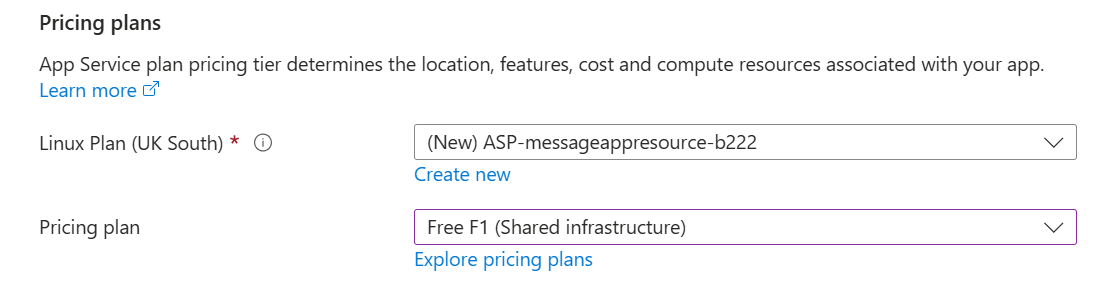 Pricing plans
App Service plan pricing tier determines the location, features, cost and compute resources associated with your app.
Learn more
Linux Plan (UK South) *
(New) ASP-messageappresource-b222
Create new
Pricing plan
Free F1 (Shared infrastructure)
Explore pricing plans